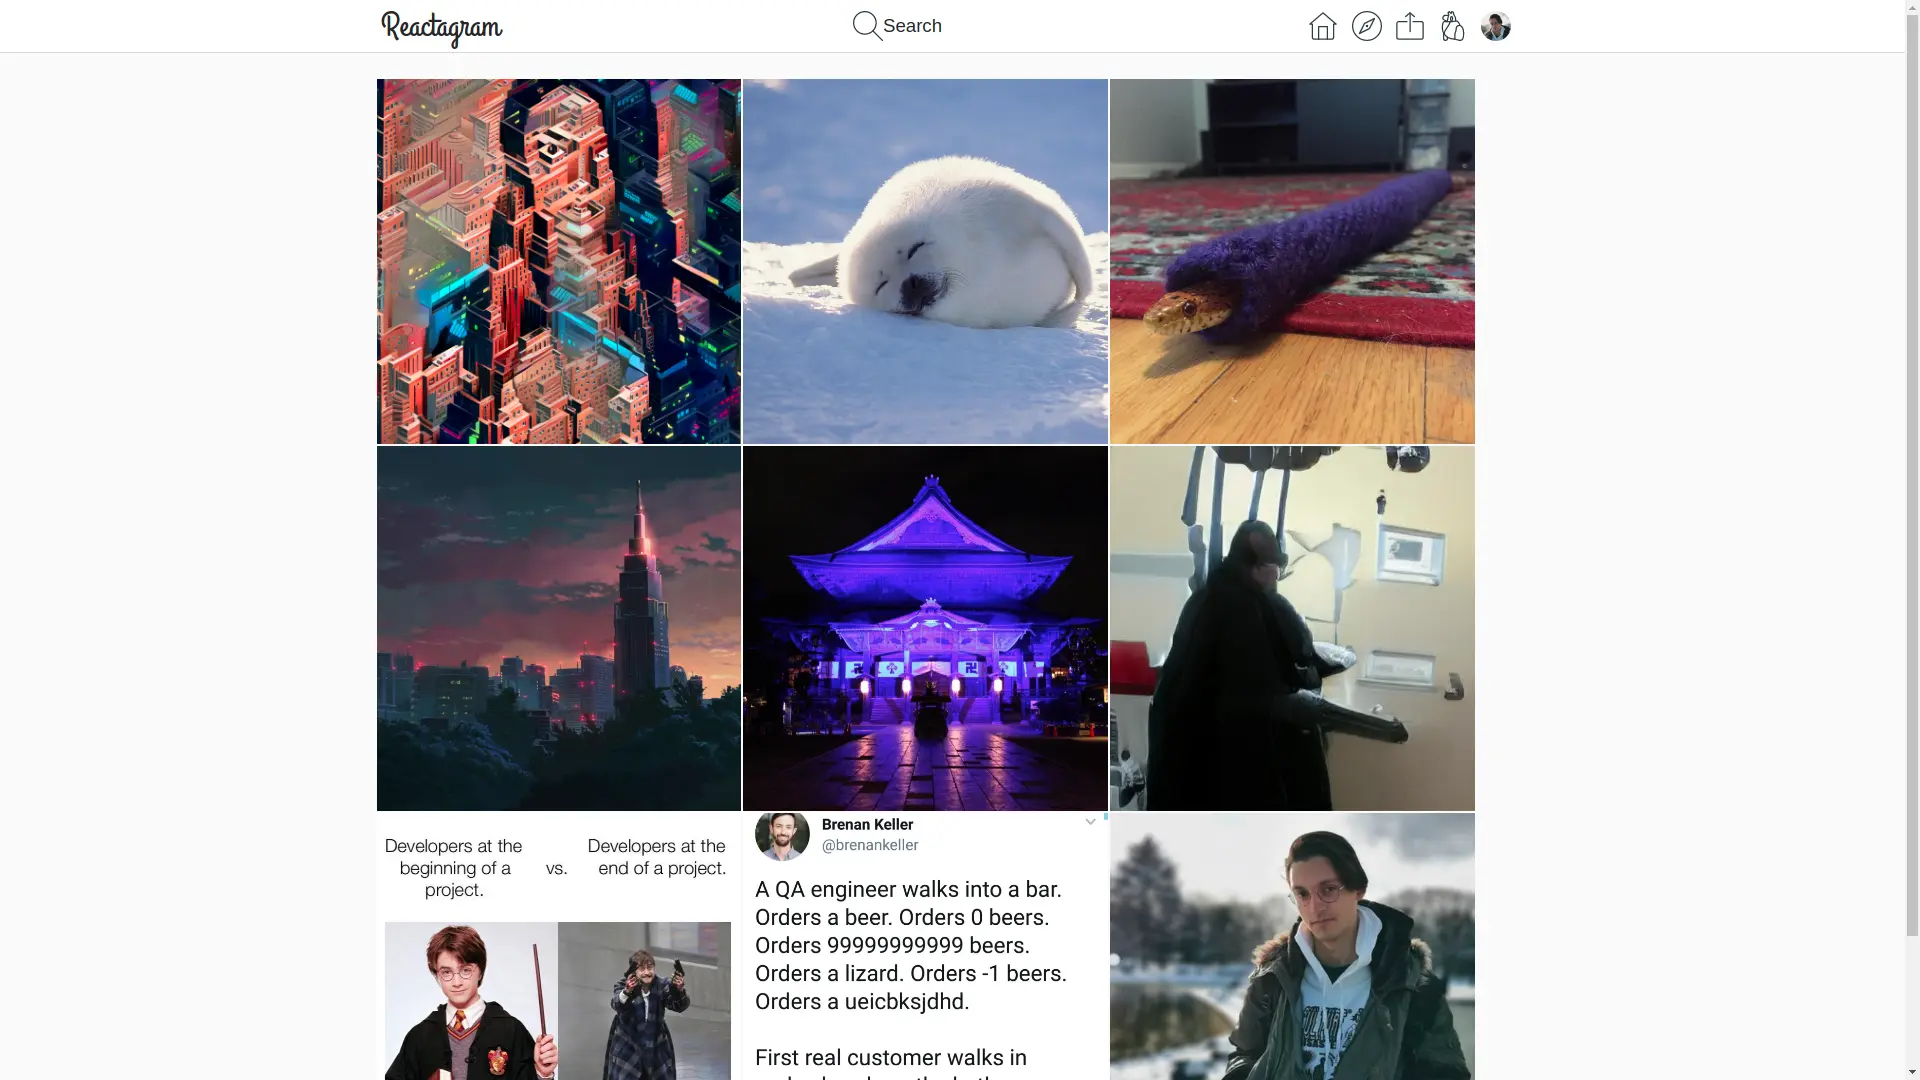 Reactagram
Search
Developers at the
beginning of a
project.
vs.
Developers at the
end of a project.
Brenan Keller
@brenankeller
A QA engineer walks into a bar.
Orders a beer. Orders 0 beers.
Orders 99999999999 beers.
Orders a lizard. Orders -1 beers.
Orders a ueicbksjdhd.
First real customer walks in